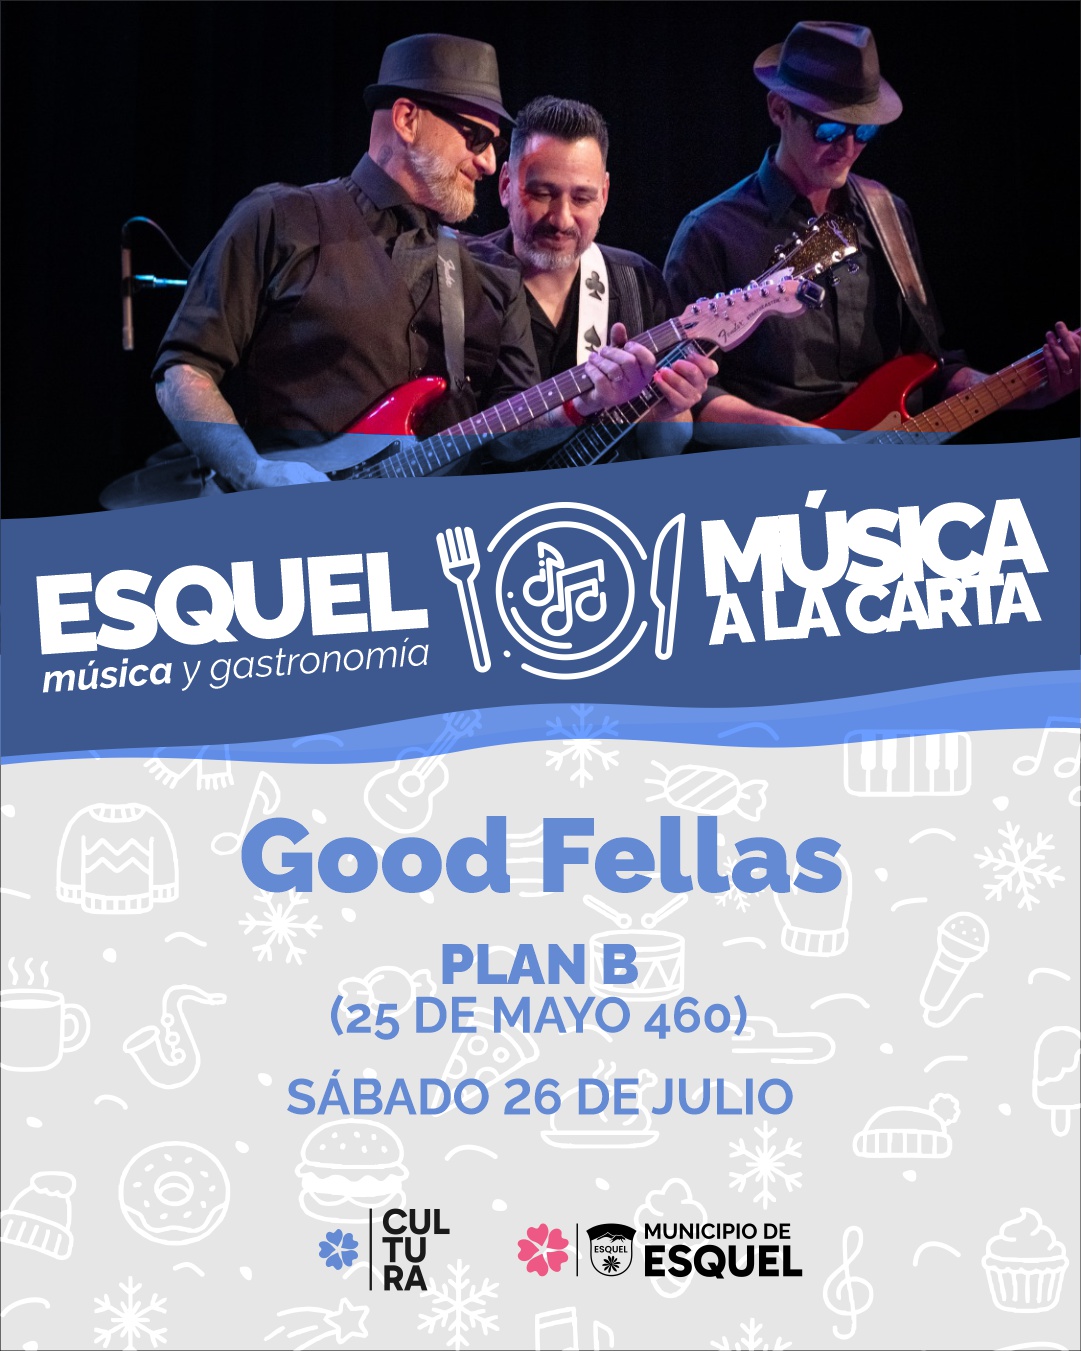 Fender
ESQUEL
música y gastronomía
MÚSICA
A LA CARTA
Good Fellas
PLAN B
(25 DE MAYO 460)
SÁBADO 26 DE JULIO
CUL
TU
RA
ESQUEL
MUNICIPIO DE
ESQUEL